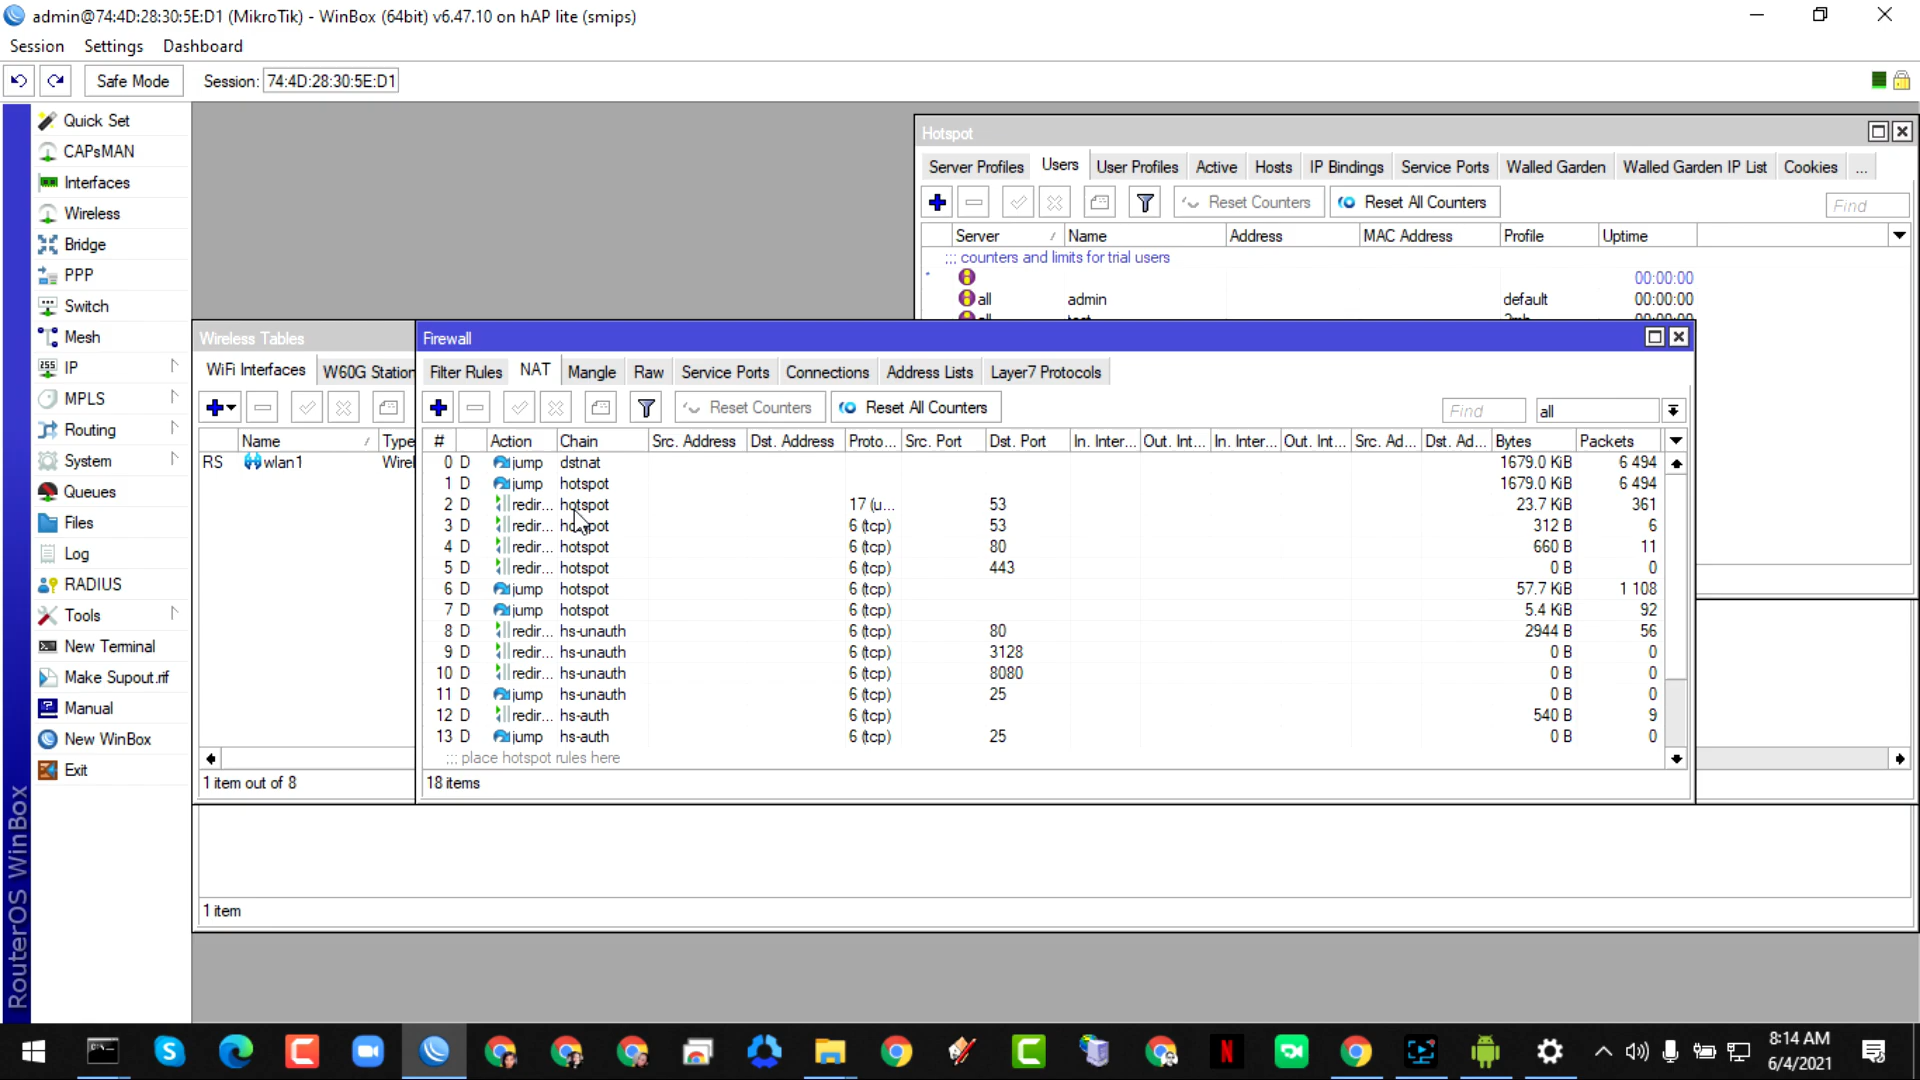 admin@74:4D:28:30:5E:D1 (MikroTik) - WinBox (64bit) v6.47.10 on hAP lite (smips)
Session Settings Dashboard
Safe Mode Session: 74:4D:28:30:5E:D1
Quick Set
CAPsMAN
Interfaces
Wireless
Bridge
PPP
Switch
Mesh
IP
MPLS
Routing
System
Queues
Files
Log
RADIUS
Tools
New Terminal
Make Supout.rif
Manual
New WinBox
Exit
RouterOS WinBox
Hotspot
Server Profiles Users User Profiles Active Hosts IP Bindings Service Ports Walled Garden Walled Garden IP List Cookies ...
Reset Counters Reset All Counters Find
Server Name Address MAC Address Profile Uptime
::: counters and limits for trial users
00:00:00
all admin default 00:00:00
Wireless Tables
WiFi Interfaces W60G Station
Name Type
RS wlan1 Wirel
1 item out of 8
Firewall
Filter Rules NAT Mangle Raw Service Ports Connections Address Lists Layer7 Protocols
Reset Counters Reset All Counters Find all
# Action Chain Src. Address Dst. Address Proto... Src. Port Dst. Port In. Inter... Out. Int... In. Inter... Out. Int... Src. Ad... Dst. Ad... Bytes Packets
0 D jump dstnat 1679.0 KiB 6 494
1 D jump hotspot 1679.0 KiB 6 494
2 D redir... hotspot 17 (u... 53 23.7 KiB 361
3 D redir... hotspot 6 (tcp) 53 312 B 6
4 D redir... hotspot 6 (tcp) 80 660 B 11
5 D redir... hotspot 6 (tcp) 443 0 B 0
6 D jump hotspot 6 (tcp) 57.7 KiB 1 108
7 D jump hotspot 6 (tcp) 5.4 KiB 92
8 D redir... hs-unauth 6 (tcp) 80 2944 B 56
9 D redir... hs-unauth 6 (tcp) 3128 0 B 0
10 D redir... hs-unauth 6 (tcp) 8080 0 B 0
11 D jump hs-unauth 6 (tcp) 25 0 B 0
12 D redir... hs-auth 6 (tcp) 540 B 9
13 D jump hs-auth 6 (tcp) 25 0 B 0
::: place hotspot rules here
18 items
1 item
8:14 AM
6/4/2021